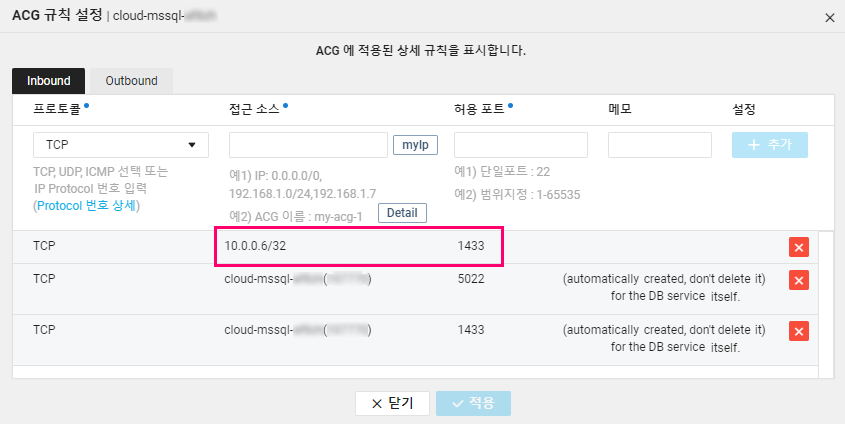 ACG 규칙 설정 | cloud-mssql-
ACG 에 적용된 상세 규칙을 표시합니다.
Inbound Outbound
프로토콜 접근 소스 허용 포트 메모 설정
TCP myIp + 추가
TCP, UDP, ICMP 선택 또는
IP Protocol 번호 입력
(Protocol 번호 상세)
예1) IP: 0.0.0.0/0,
192.168.1.0/24,192.168.1.7
예2) ACG 이름 : my-acg-1 Detail
예1) 단일포트 : 22
예2) 범위지정 : 1-65535
TCP 10.0.0.6/32 1433
TCP cloud-mssql- ( ) 5022 (automatically created, don't delete it)
for the DB service itself.
TCP cloud-mssql- ( ) 1433 (automatically created, don't delete it)
for the DB service itself.
닫기 적용